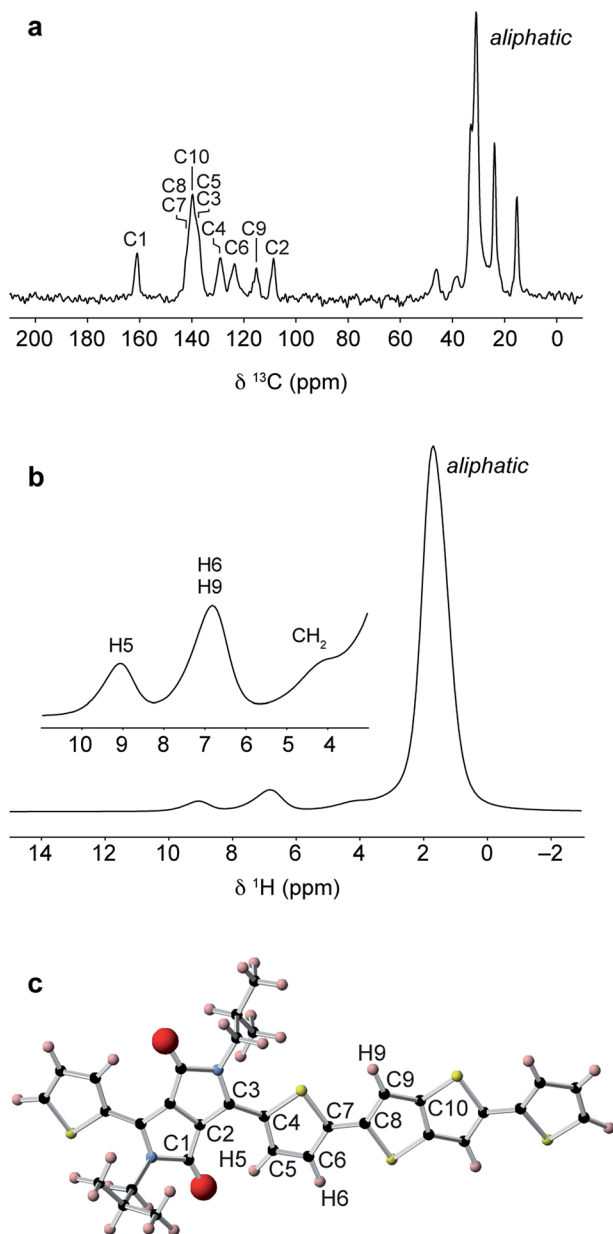 a
aliphatic
C10
C8 C5
C7 C3
C1
C4 C6 C9 C2
200 180 160 140 120 100 80 60 40 20 0
δ ¹³C (ppm)
b
aliphatic
H6
H9
H5
CH₂
10 9 8 7 6 5 4
14 12 10 8 6 4 2 0 −2
δ ¹H (ppm)
c
H9
C9
C3
C10
C4 C7 C8
C1 C2
H5 C5 C6
H6